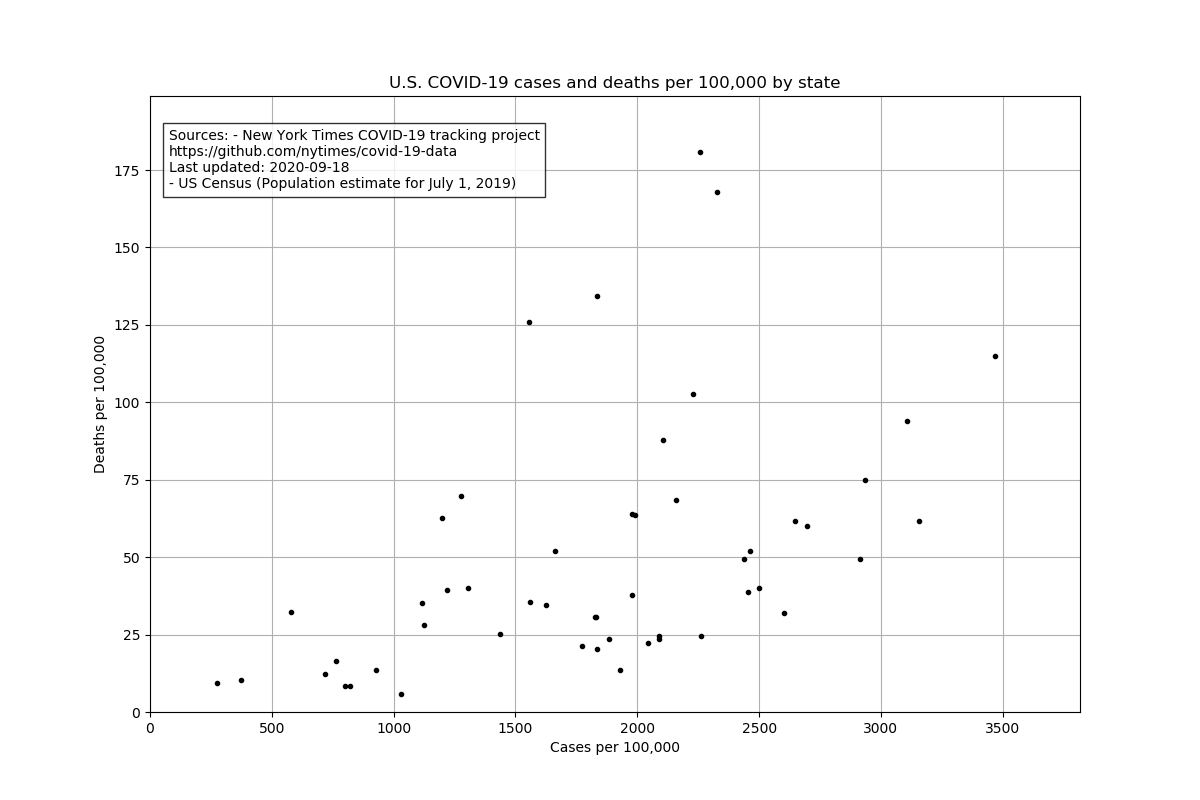 U.S. COVID-19 cases and deaths per 100,000 by state
Sources: - New York Times COVID-19 tracking project
https://github.com/nytimes/covid-19-data
Last updated: 2020-09-18
- US Census (Population estimate for July 1, 2019)
175
150
125
100
75
50
25
0
Deaths per 100,000
0 500 1000 1500 2000 2500 3000 3500
Cases per 100,000